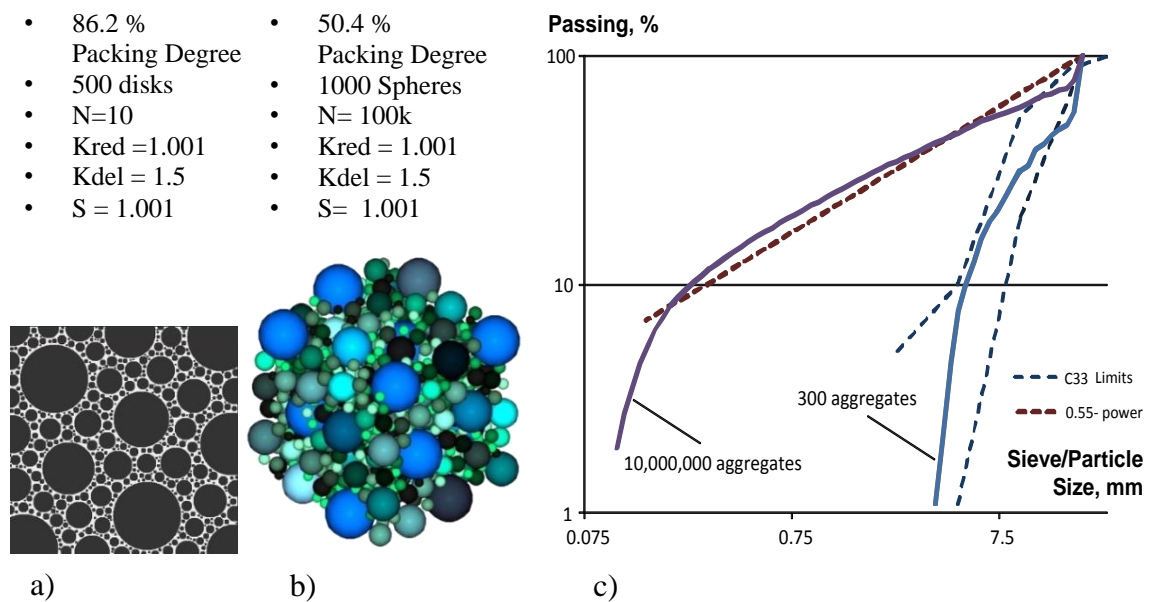 • 86.2 %
Packing Degree
• 500 disks
• N=10
• Kred =1.001
• Kdel = 1.5
• S = 1.001
• 50.4 %
Packing Degree
• 1000 Spheres
• N= 100k
• Kred = 1.001
• Kdel = 1.5
• S= 1.001
Passing, %
100
10
1
0.075
0.75
7.5
300 aggregates
10,000,000 aggregates
C33 Limits
0.55- power
Sieve/Particle
Size, mm
a)
b)
c)